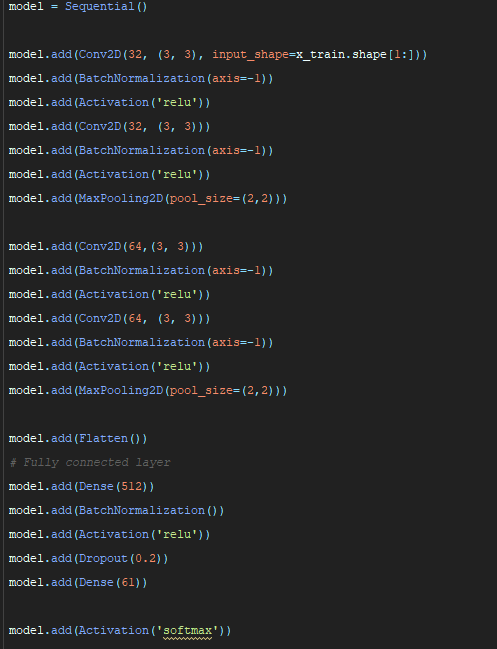 model = Sequential()
model.add(Conv2D(32, (3, 3), input_shape=x_train.shape[1:]))
model.add(BatchNormalization(axis=-1))
model.add(Activation('relu'))
model.add(Conv2D(32, (3, 3)))
model.add(BatchNormalization(axis=-1))
model.add(Activation('relu'))
model.add(MaxPooling2D(pool_size=(2,2)))
model.add(Conv2D(64,(3, 3)))
model.add(BatchNormalization(axis=-1))
model.add(Activation('relu'))
model.add(Conv2D(64, (3, 3)))
model.add(BatchNormalization(axis=-1))
model.add(Activation('relu'))
model.add(MaxPooling2D(pool_size=(2,2)))
model.add(Flatten())
# Fully connected layer
model.add(Dense(512))
model.add(BatchNormalization())
model.add(Activation('relu'))
model.add(Dropout(0.2))
model.add(Dense(61))
model.add(Activation('softmax'))